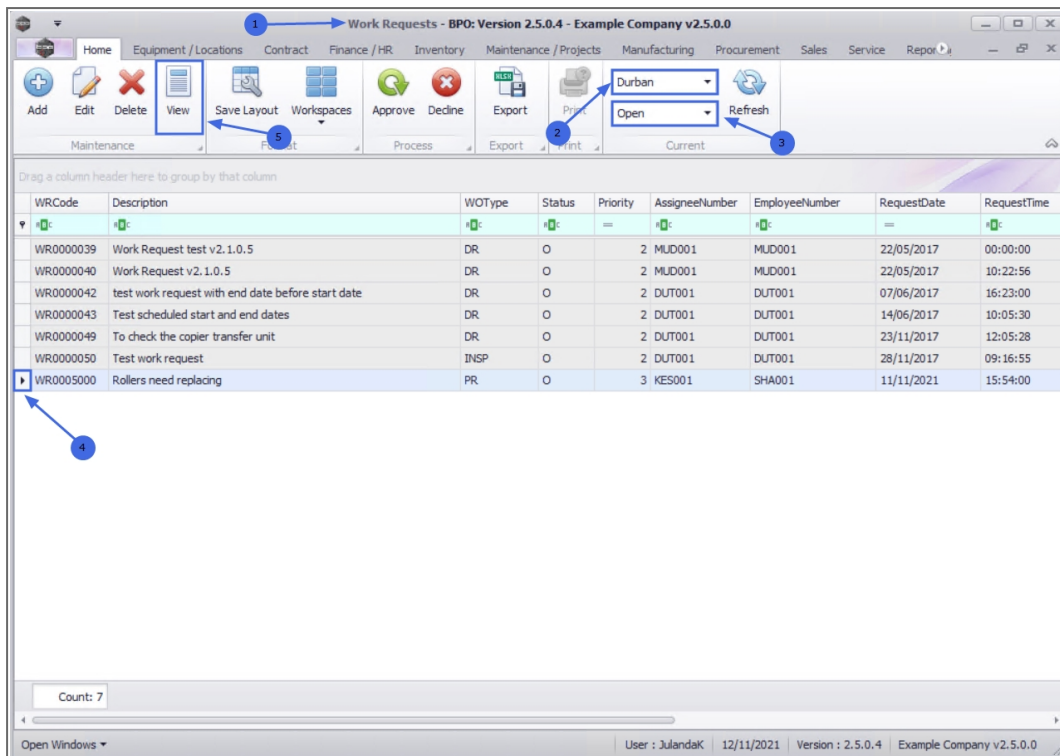 1 Work Requests - BPO: Version 2.5.0.4 - Example Company v2.5.0.0
Home Equipment / Locations Contract Finance / HR Inventory Maintenance / Projects Manufacturing Procurement Sales Service
Durban
Add Edit Delete View Save Layout Workspaces Approve Decline Export Print Refresh
Open
5 2 3
Maintenance Format Process Export Print Current
Drag a column header here to group by that column
WRCode Description WOType Status Priority AssigneeNumber EmployeeNumber RequestDate RequestTime
WR0000039 Work Request test v2.1.0.5 DR O 2 MUD001 MUD001 22/05/2017 00:00:00
WR0000040 Work Request v2.1.0.5 DR O 2 MUD001 MUD001 22/05/2017 10:22:56
WR0000042 test work request with end date before start date DR O 2 DUT001 DUT001 07/06/2017 16:23:00
WR0000043 Test scheduled start and end dates DR O 2 DUT001 DUT001 14/06/2017 10:05:30
WR0000049 To check the copier transfer unit DR O 2 DUT001 DUT001 23/11/2017 12:05:28
WR0000050 Test work request INSP O 2 DUT001 DUT001 28/11/2017 09:16:55
WR0005000 Rollers need replacing PR O 3 KES001 SHA001 11/11/2021 15:54:00
4
Count: 7
Open Windows User : JulandaK 12/11/2021 Version : 2.5.0.4 Example Company v2.5.0.0